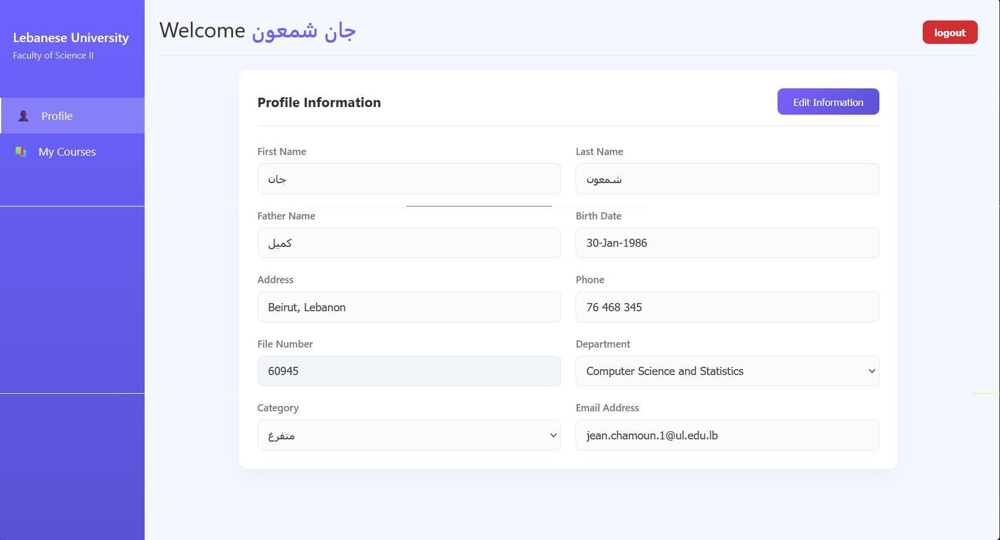 Lebanese University
Faculty of Science II
Profile
My Courses
Welcome جان شمعون
logout
Profile Information
Edit Information
First Name
جان
Last Name
شمعون
Father Name
كميل
Birth Date
30-Jan-1986
Address
Beirut, Lebanon
Phone
76 468 345
File Number
60945
Department
Computer Science and Statistics
Category
متفرغ
Email Address
jean.chamoun.1@ul.edu.lb